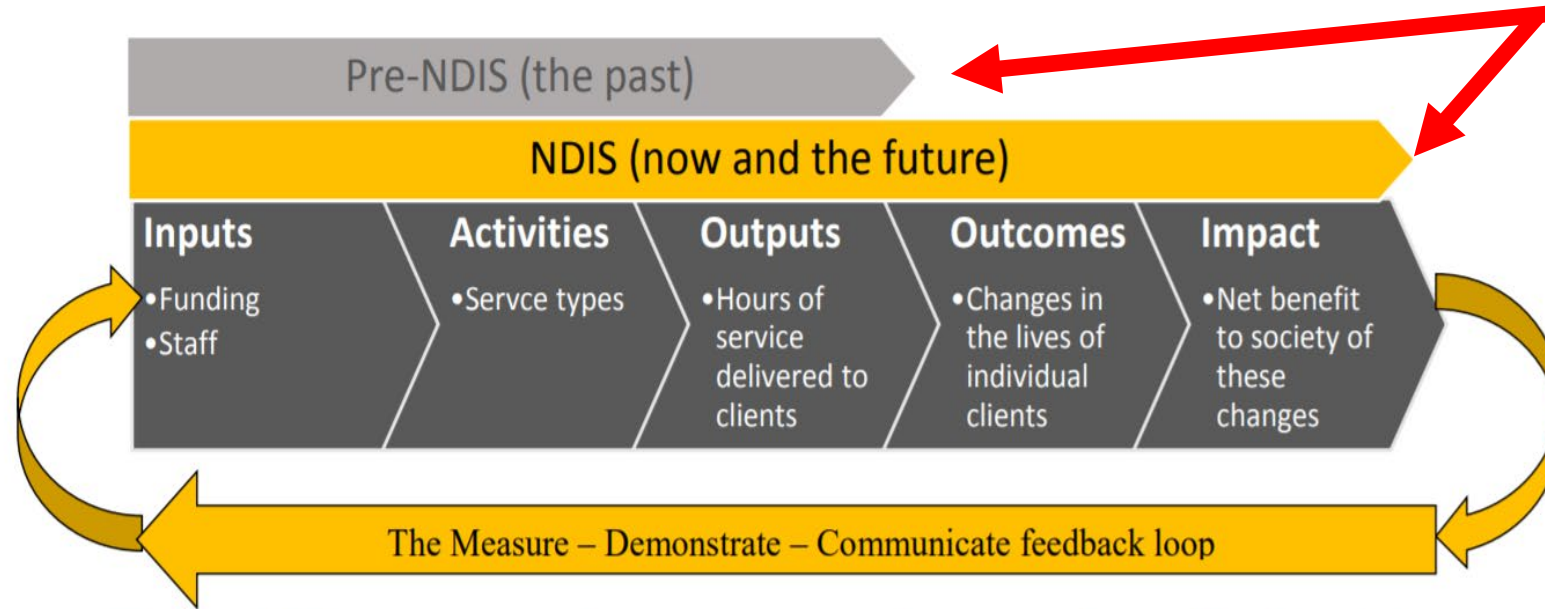 Pre-NDIS (the past)
NDIS (now and the future)
Inputs
•Funding
•Staff
Activities
•Servce types
Outputs
•Hours of
service
delivered to
clients
Outcomes
•Changes in
the lives of
individual
clients
Impact
•Net benefit
to society of
these
changes
The Measure – Demonstrate – Communicate feedback loop